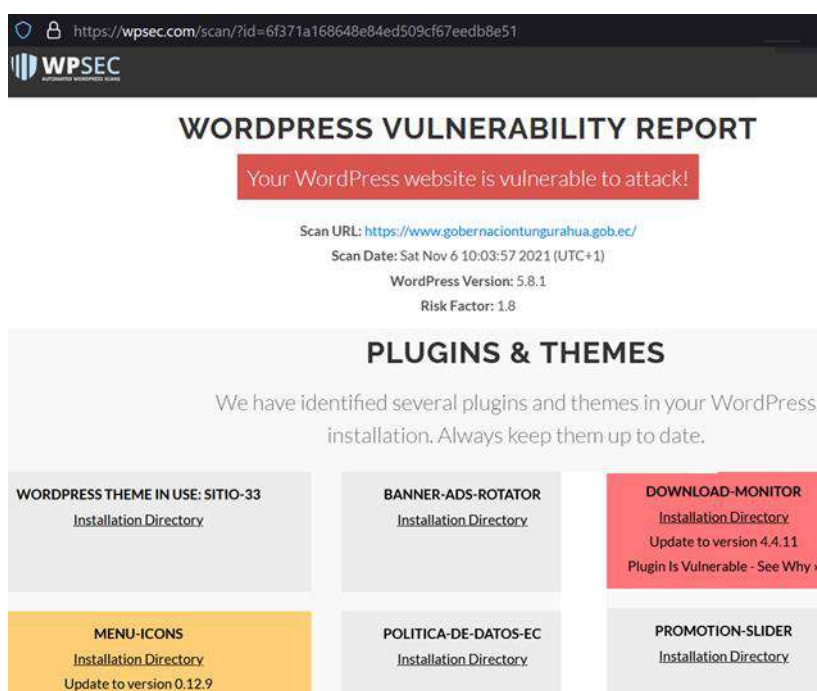 https://wpsec.com/scan/?id=6f371a168648e84ed509cf67eedb8e51
WPSEC
AUTOMATED WORDPRESS SCANS
WORDPRESS VULNERABILITY REPORT
Your WordPress website is vulnerable to attack!
Scan URL: https://www.gobernaciontungurahua.gob.ec/
Scan Date: Sat Nov 6 10:03:57 2021 (UTC+1)
WordPress Version: 5.8.1
Risk Factor: 1.8
PLUGINS & THEMES
We have identified several plugins and themes in your WordPress
installation. Always keep them up to date.
WORDPRESS THEME IN USE: SITIO-33
Installation Directory
BANNER-ADS-ROTATOR
Installation Directory
DOWNLOAD-MONITOR
Installation Directory
Update to version 4.4.11
Plugin Is Vulnerable - See Why »
MENU-ICONS
Installation Directory
Update to version 0.12.9
POLITICA-DE-DATOS-EC
Installation Directory
PROMOTION-SLIDER
Installation Directory